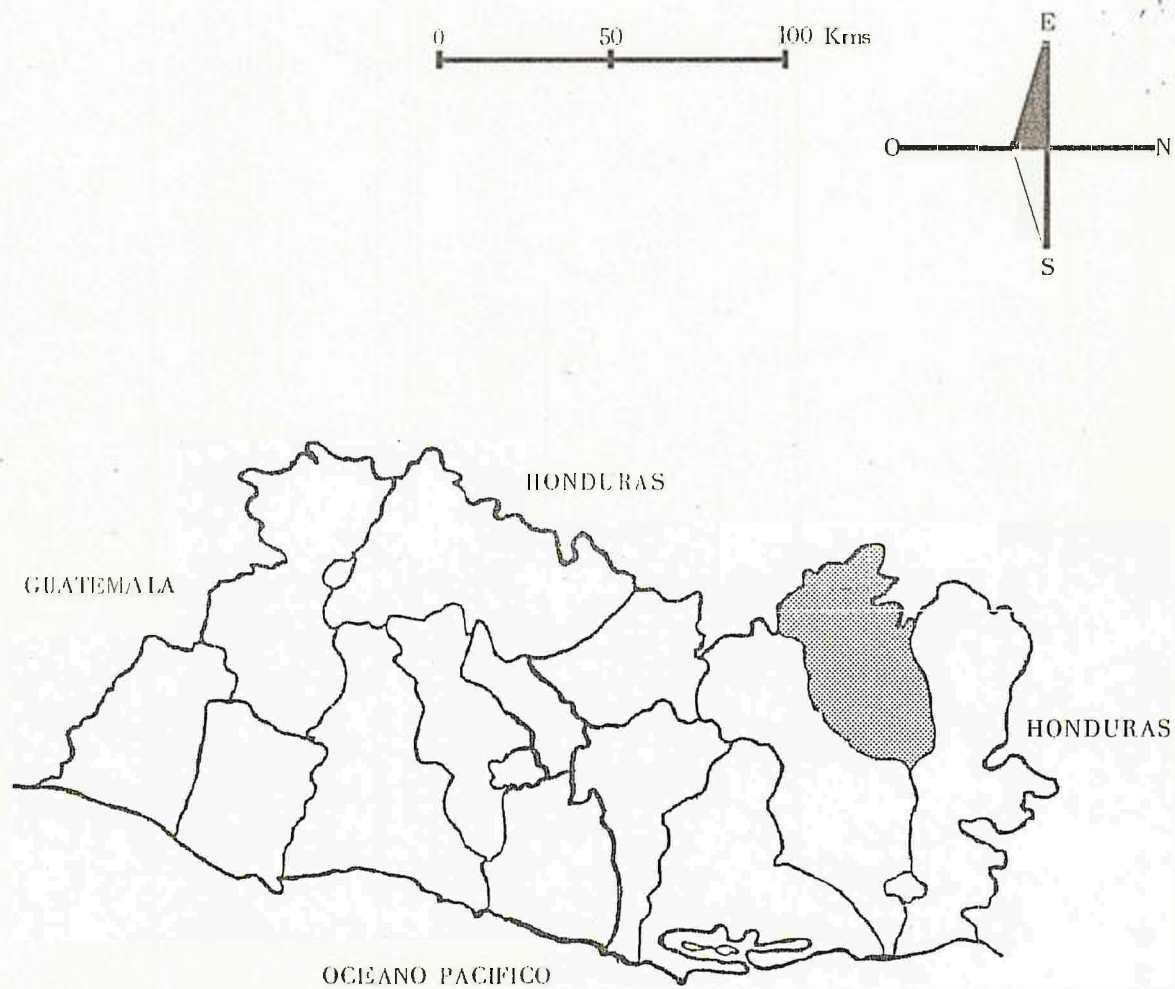 0 50 100 Kms
E
O N
S
HONDURAS
GUATEMALA
HONDURAS
OCEANO PACIFICO